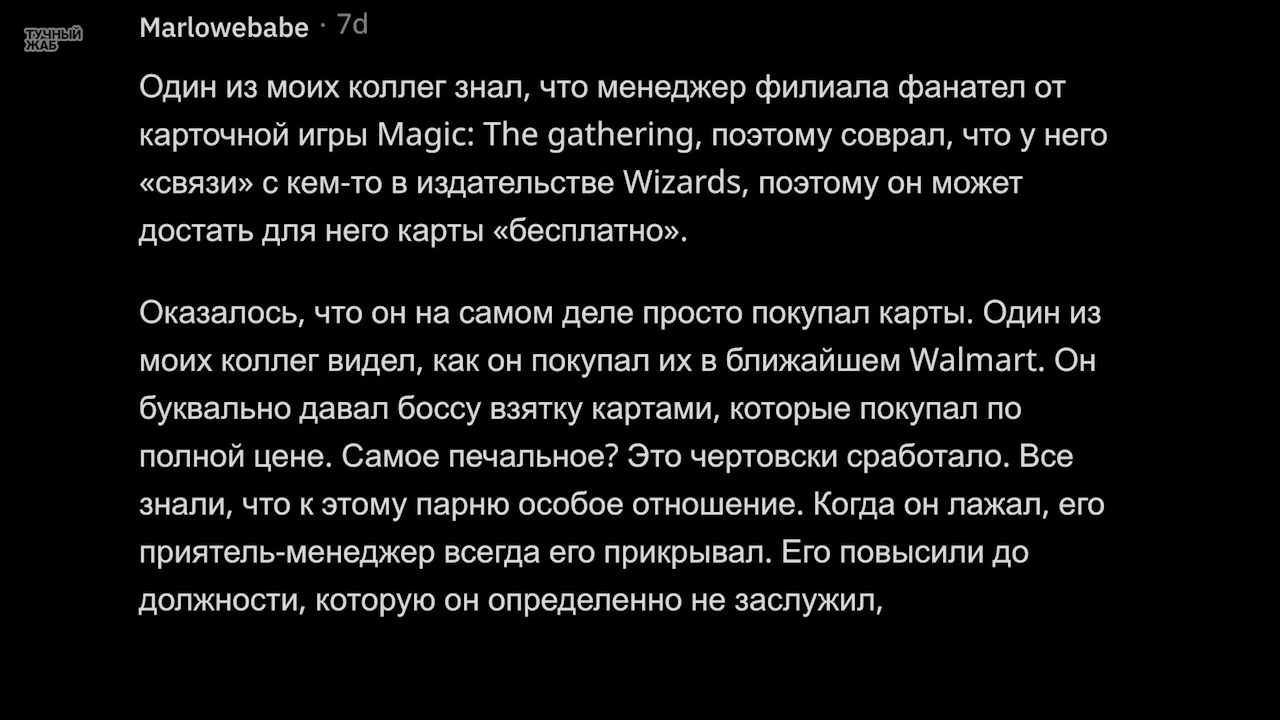 ТУЧНЫЙ
ЖАБ
Marlowebabe · 7d
Один из моих коллег знал, что менеджер филиала фанател от
карточной игры Magic: The gathering, поэтому соврал, что у него
«связи» с кем-то в издательстве Wizards, поэтому он может
достать для него карты «бесплатно».
Оказалось, что он на самом деле просто покупал карты. Один из
моих коллег видел, как он покупал их в ближайшем Walmart. Он
буквально давал боссу взятку картами, которые покупал по
полной цене. Самое печальное? Это чертовски сработало. Все
знали, что к этому парню особое отношение. Когда он лажал, его
приятель-менеджер всегда его прикрывал. Его повысили до
должности, которую он определенно не заслужил,